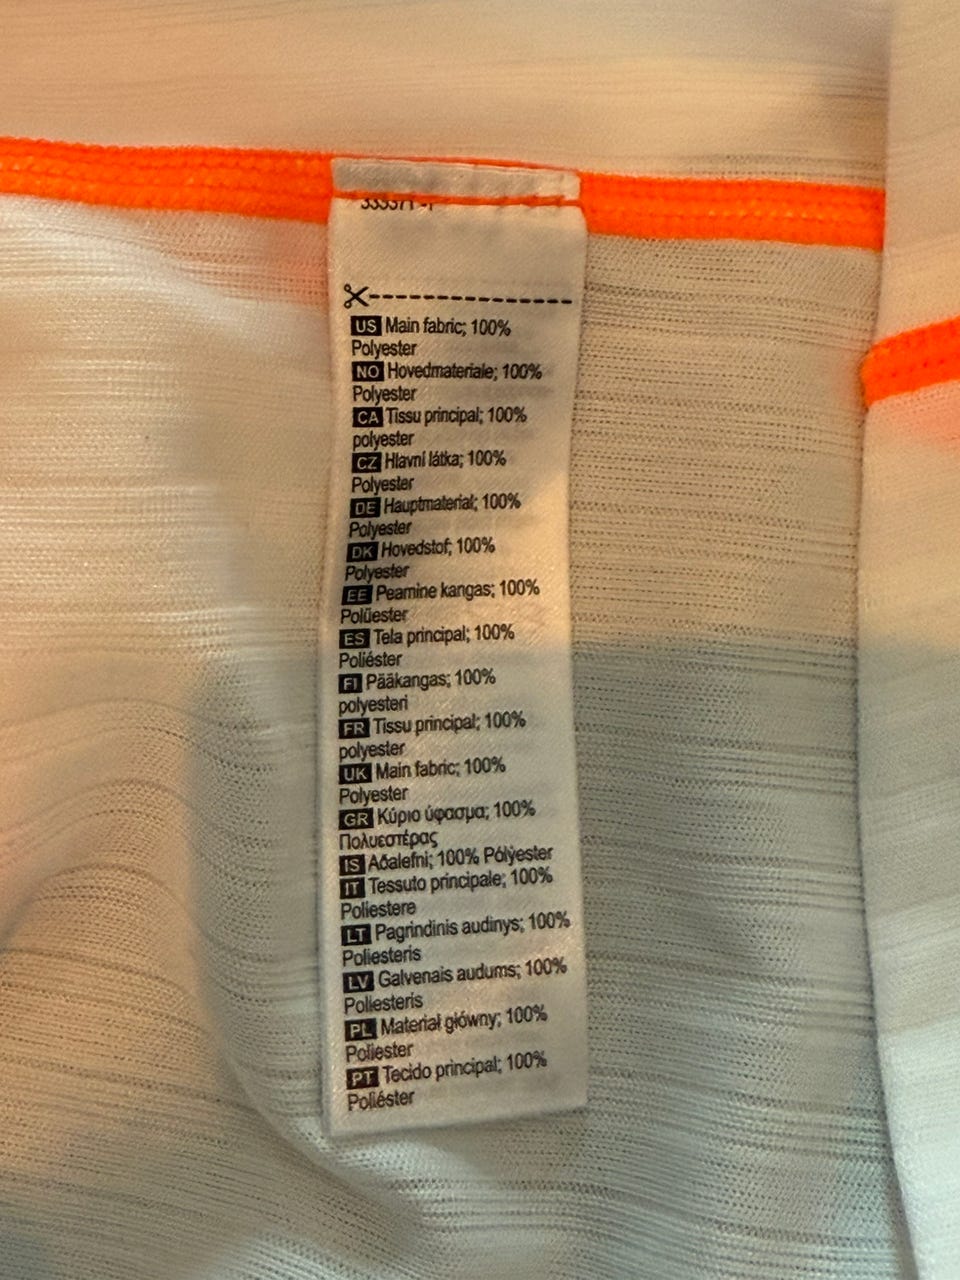 US Main fabric; 100%
Polyester
NO Hovedmateriale; 100%
Polyester
CA Tissu principal; 100%
polyester
CZ Hlavní látka; 100%
Polyester
DE Hauptmaterial; 100%
Polyester
DK Hovedstof; 100%
Polyester
EE Peamine kangas; 100%
Polüester
ES Tela principal; 100%
Poliéster
FI Pääkangas; 100%
polyesteri
FR Tissu principal; 100%
polyester
UK Main fabric; 100%
Polyester
GR Κύριο ύφασμα; 100%
Πολυεστέρας
IS Aðalefni; 100% Pólýester
IT Tessuto principale; 100%
Poliestere
LT Pagrindinis audinys; 100%
Poliesteris
LV Galvenais audums; 100%
Poliesteris
PL Materiał główny; 100%
Poliester
PT Tecido principal; 100%
Poliéster